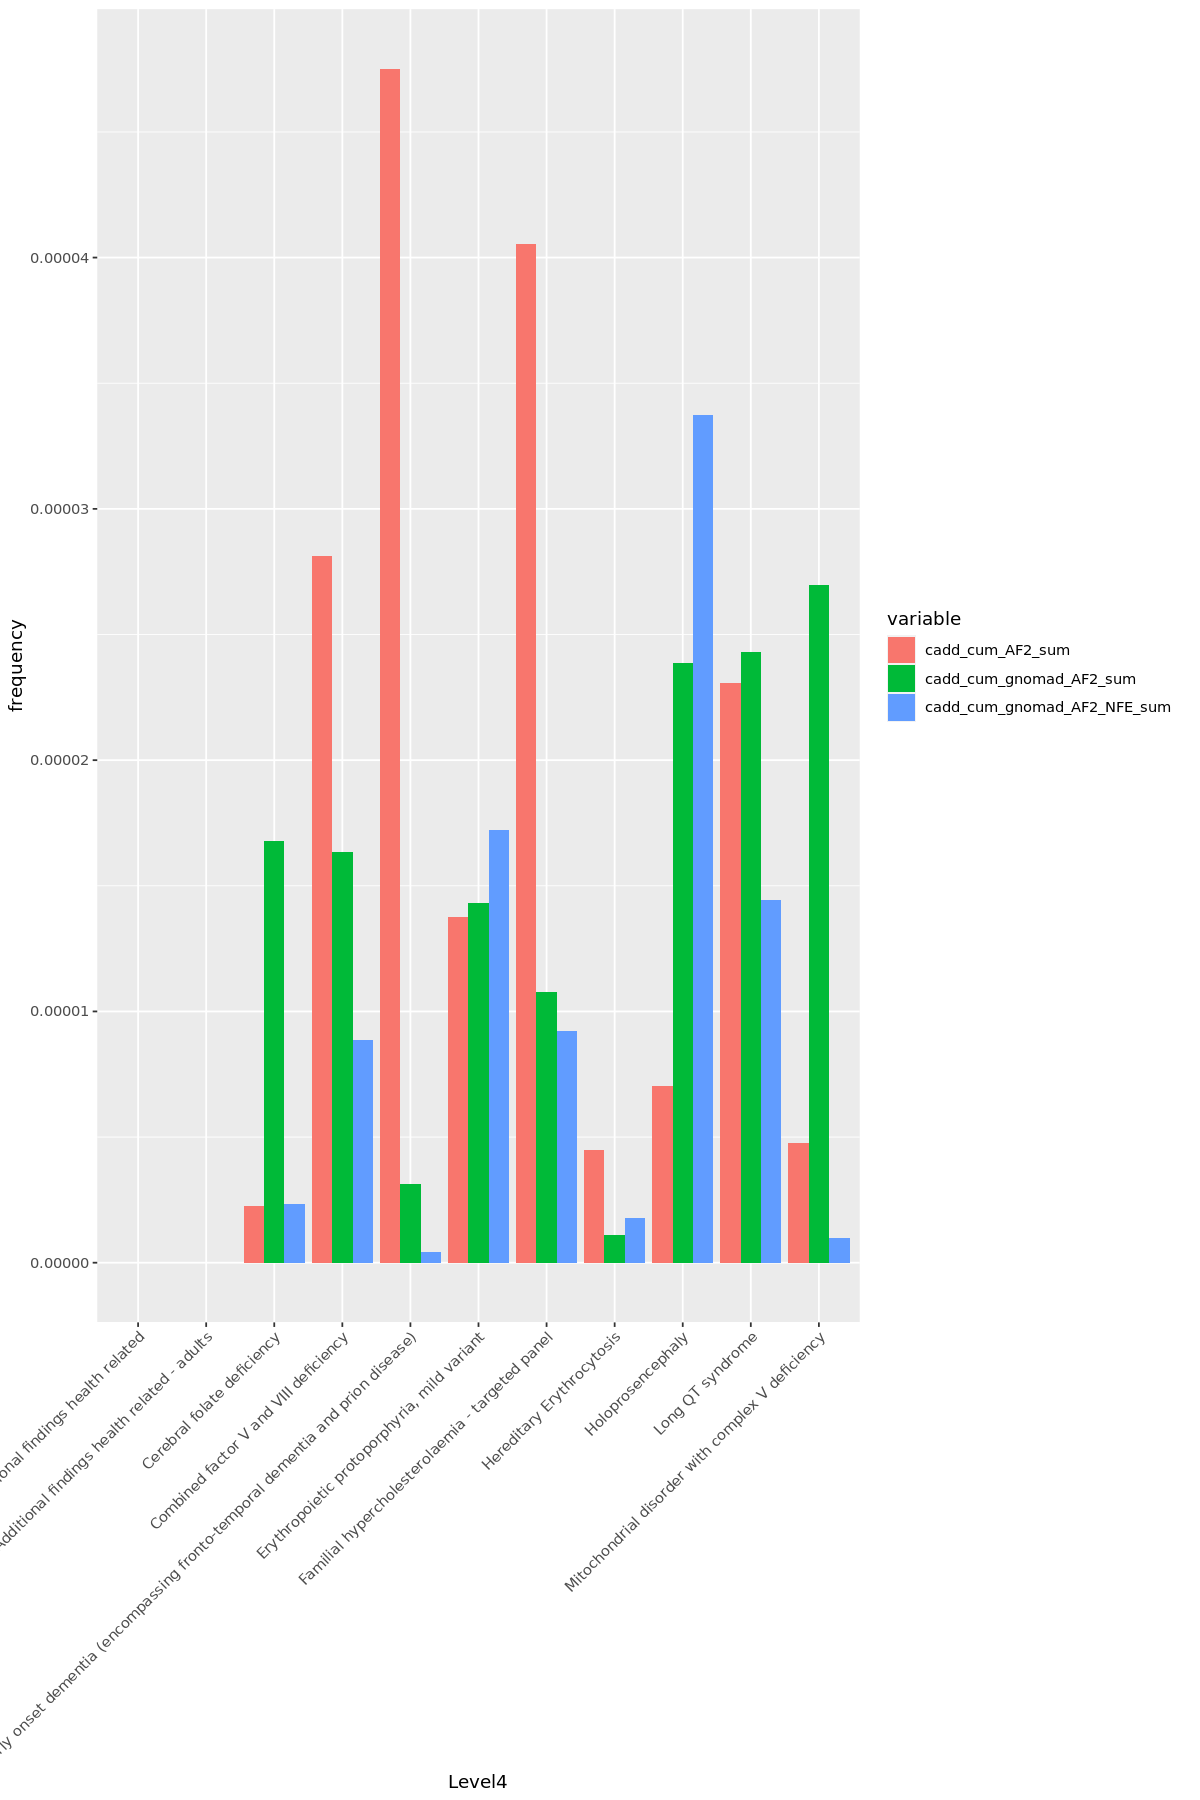 frequency
0.00004
0.00003
0.00002
0.00001
0.00000
variable
cadd_cum_AF2_sum
cadd_cum_gnomad_AF2_sum
cadd_cum_gnomad_AF2_NFE_sum
findings health related
Additional findings health related - adults
Cerebral folate deficiency
Combined factor V and VIII deficiency
onset dementia (encompassing fronto-temporal dementia and prion disease)
Erythropoietic protoporphyria, mild variant
Familial hypercholesterolaemia - targeted panel
Hereditary Erythrocytosis
Holoprosencephaly
Long QT syndrome
Mitochondrial disorder with complex V deficiency
Level4